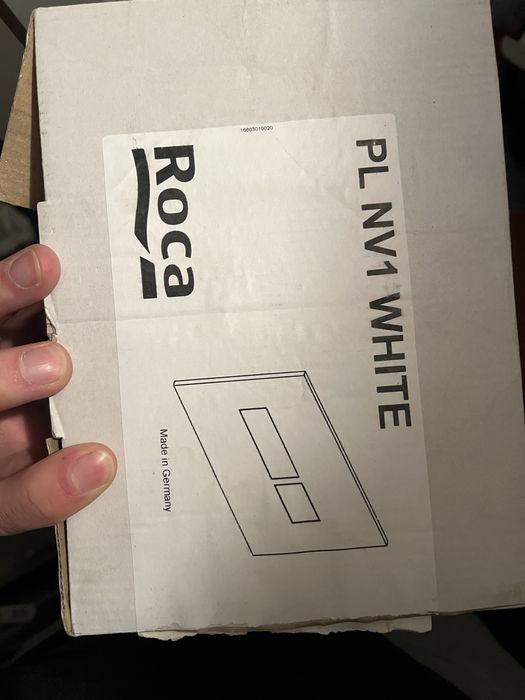 PL NV1 WHITE
16603010020
Roca
Made in Germany